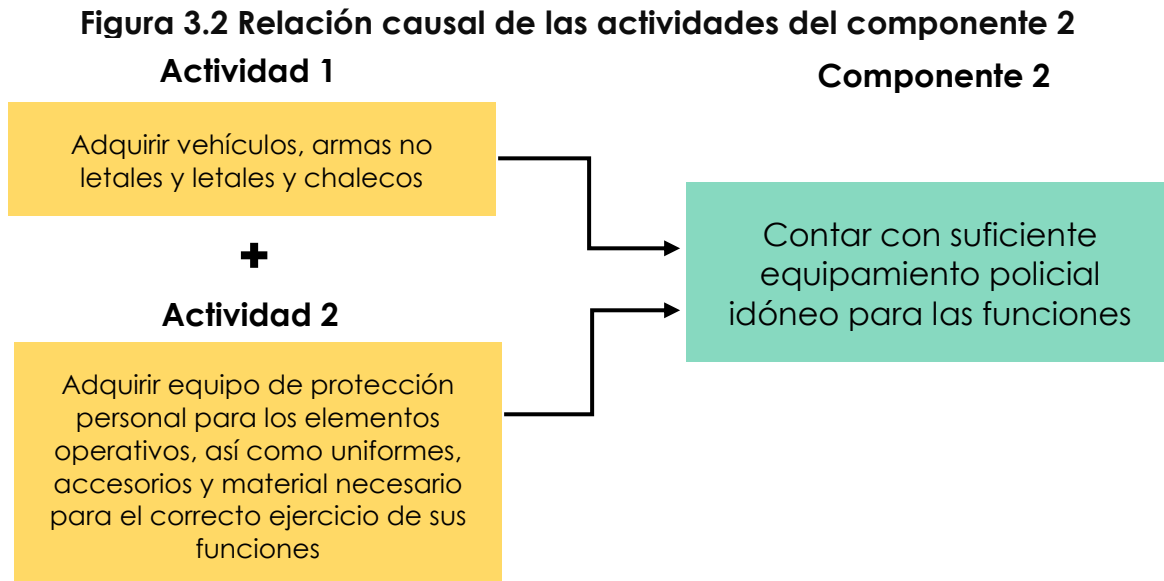 Figura 3.2 Relación causal de las actividades del componente 2
Actividad 1
Adquirir vehículos, armas no
letales y letales y chalecos
+
Actividad 2
Adquirir equipo de protección
personal para los elementos
operativos, así como uniformes,
accesorios y material necesario
para el correcto ejercicio de sus
funciones
Componente 2
Contar con suficiente
equipamiento policial
idóneo para las funciones